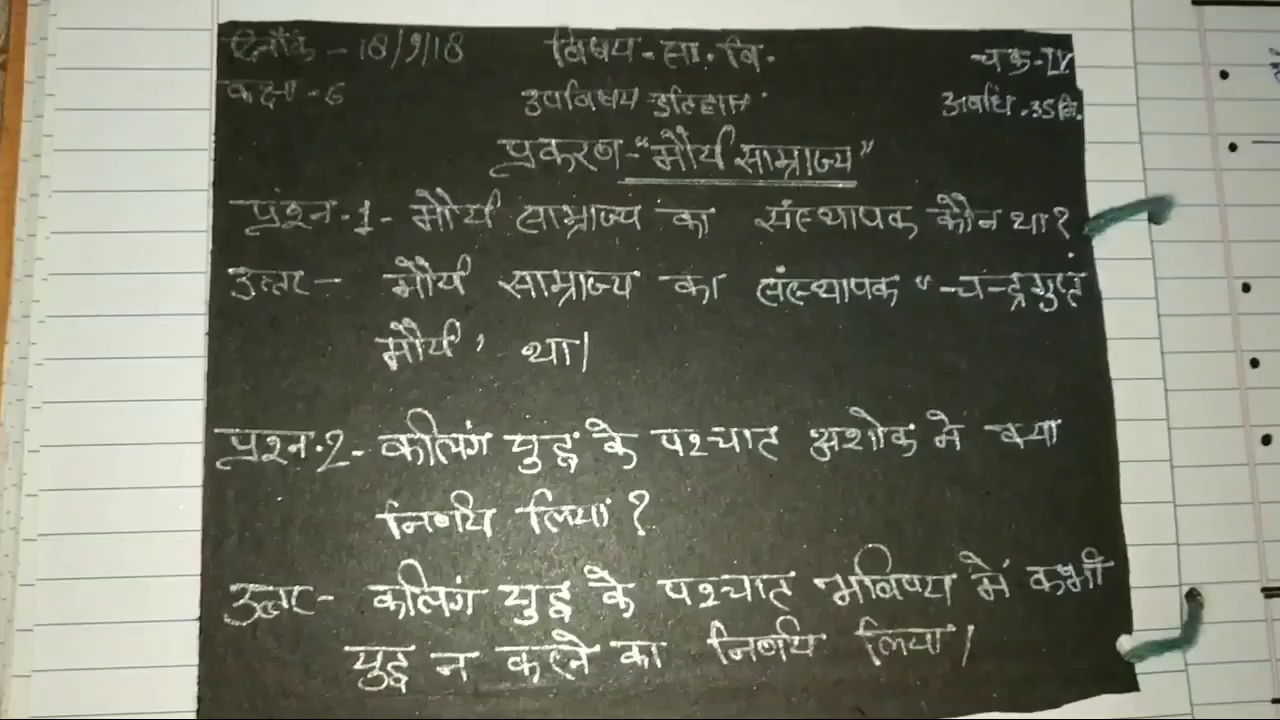 दिनाँक - 18/9/18 विषय - सा. वि. चक्र-IV
कक्षा - 6 उपविषय इतिहास अवधि. 35 मि.
प्रकरण - "मौर्य साम्राज्य"
प्रश्न.1- मौर्य साम्राज्य का संस्थापक कौन था?
उत्तर - मौर्य साम्राज्य का संस्थापक "चन्द्रगुप्त
मौर्य' था।
प्रश्न.2- कलिंग युद्ध के पश्चात अशोक ने क्या
निर्णय लिया?
उत्तर - कलिंग युद्ध के पश्चात भविष्य में कभी
युद्ध न करने का निर्णय लिया।